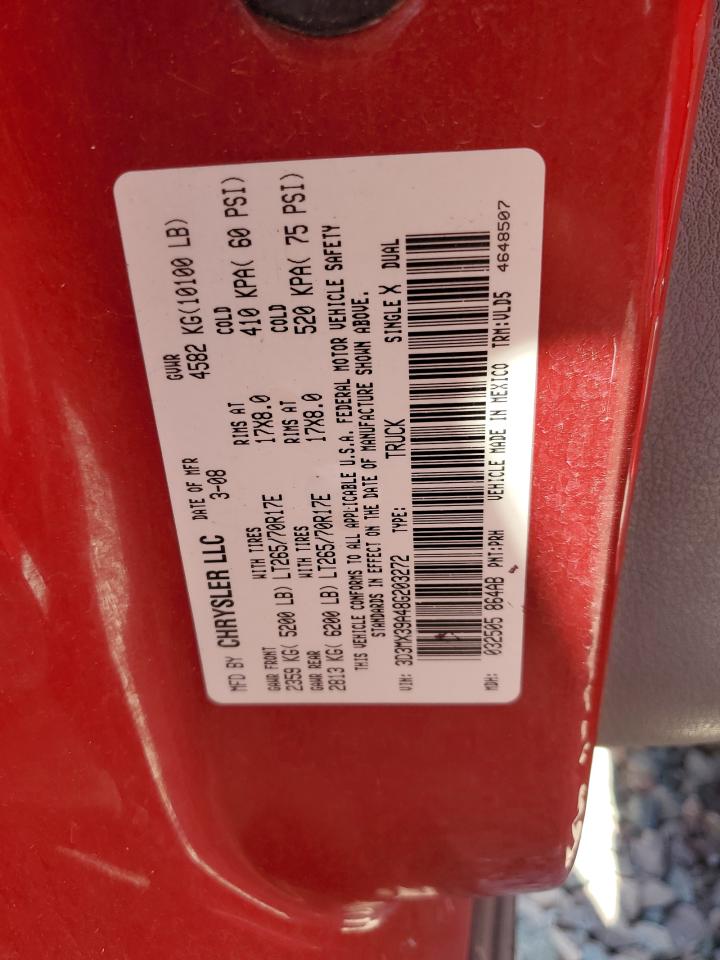 MFD BY CHRYSLER LLC DATE OF MFR GVWR
3-08 4582 KG(10100 LB)
GAWR FRONT WITH TIRES RIMS AT COLD
2359 KG( 5200 LB) LT265/70R17E 17X8.0 410 KPA( 60 PSI)
GAWR REAR WITH TIRES RIMS AT COLD
2813 KG( 6200 LB) LT265/70R17E 17X8.0 520 KPA( 75 PSI)
THIS VEHICLE CONFORMS TO ALL APPLICABLE U.S.A. FEDERAL MOTOR VEHICLE SAFETY
STANDARDS IN EFFECT ON THE DATE OF MANUFACTURE SHOWN ABOVE.
VIN: 3D3MX39A48G203272 TYPE: TRUCK SINGLE X DUAL
MDH: 032505 864AB PNT:PRH VEHICLE MADE IN MEXICO TRM:VLD5 4648507